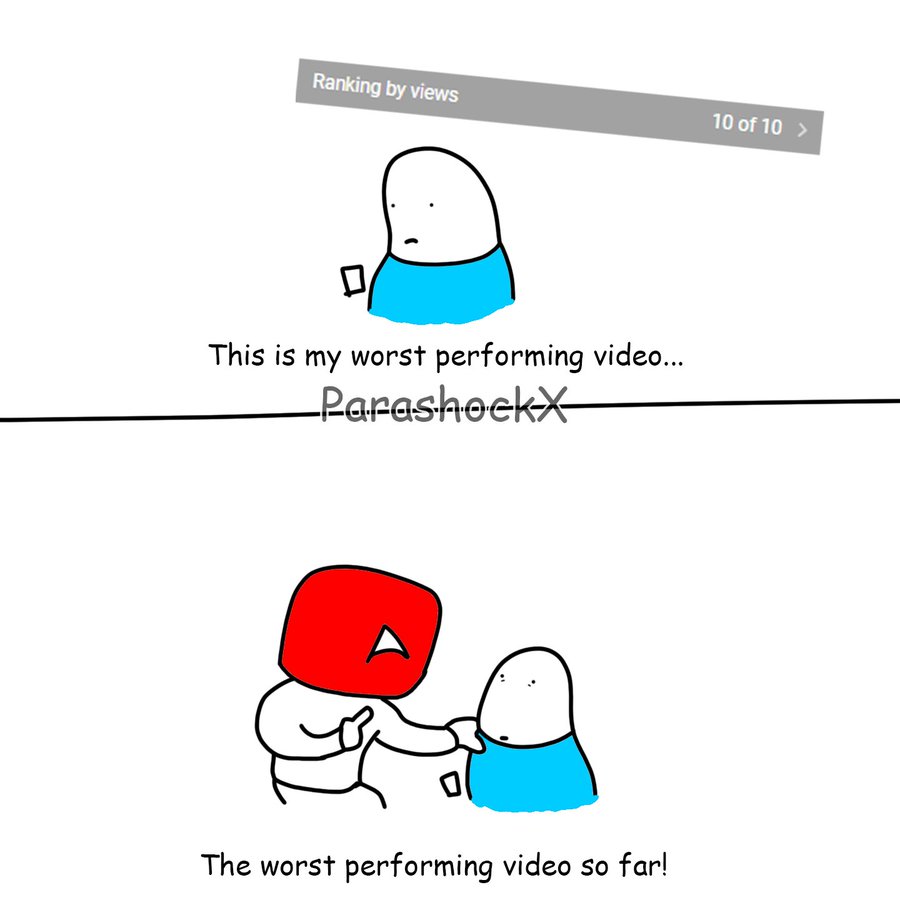 Ranking by views
10 of 10
This is my worst performing video...
ParashockX
The worst performing video so far!